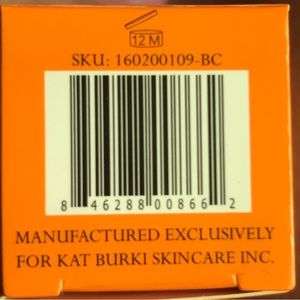 12 M
SKU: 160200109-BC
8 46288 00866 2
MANUFACTURED EXCLUSIVELY
FOR KAT BURKI SKINCARE INC.